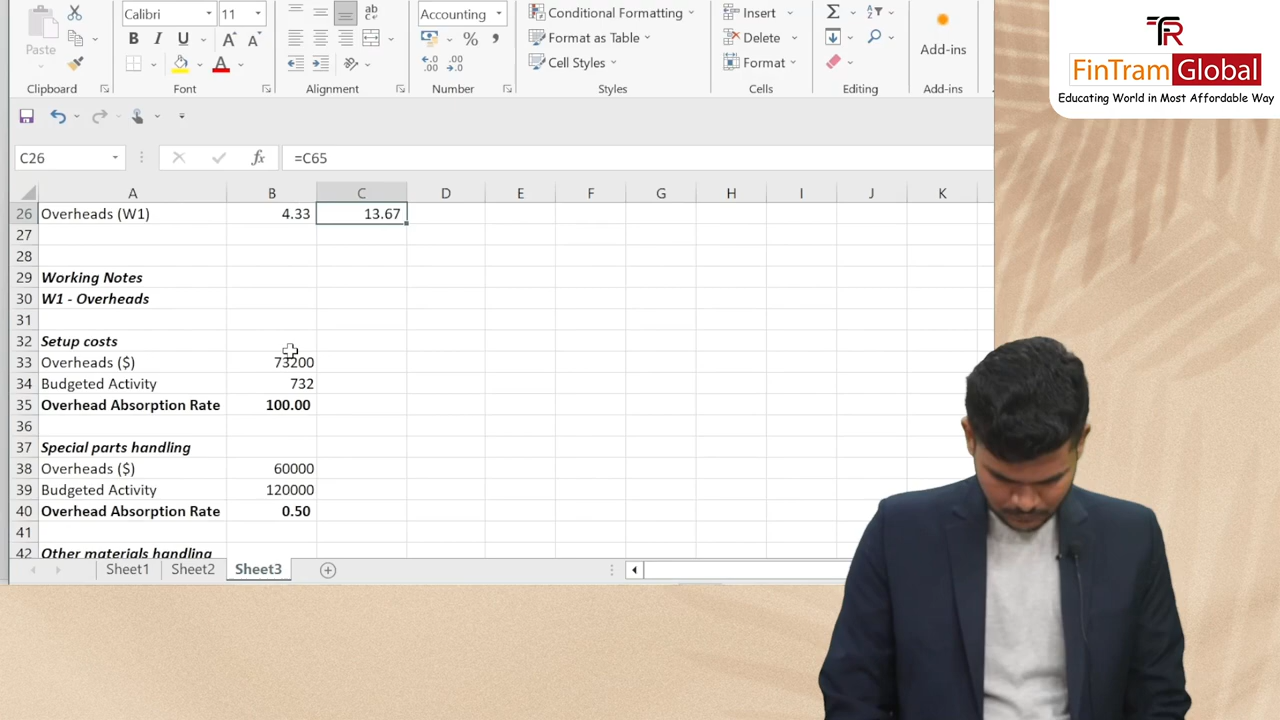 Calibri 11 ab Accounting Conditional Formatting Insert Σ
TR
Paste B I U A A % Format as Table Delete Add-ins
FinTram Global
A Cell Styles Format
Educating World in Most Affordable Way
Clipboard Font Alignment Number Styles Cells Editing Add-ins
C26 fx =C65
A B C D E F G H I J K
26 Overheads (W1) 4.33 13.67
27
28
29 Working Notes
30 W1 - Overheads
31
32 Setup costs
33 Overheads ($) 73200
34 Budgeted Activity 732
35 Overhead Absorption Rate 100.00
36
37 Special parts handling
38 Overheads ($) 60000
39 Budgeted Activity 120000
40 Overhead Absorption Rate 0.50
41
42 Other materials handling
Sheet1 Sheet2 Sheet3